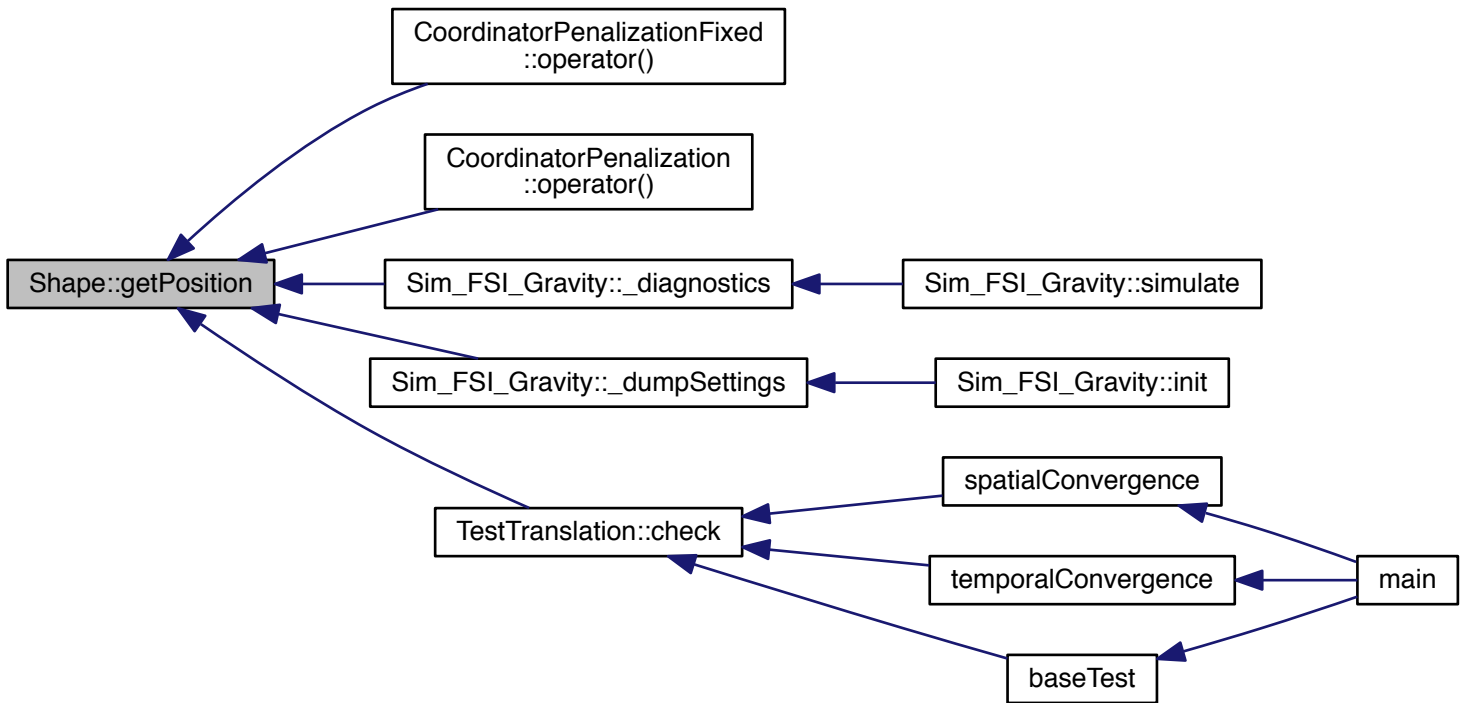 CoordinatorPenalizationFixed
::operator()
CoordinatorPenalization
::operator()
Shape::getPosition
Sim_FSI_Gravity::_diagnostics
Sim_FSI_Gravity::simulate
Sim_FSI_Gravity::_dumpSettings
Sim_FSI_Gravity::init
spatialConvergence
TestTranslation::check
temporalConvergence
main
baseTest